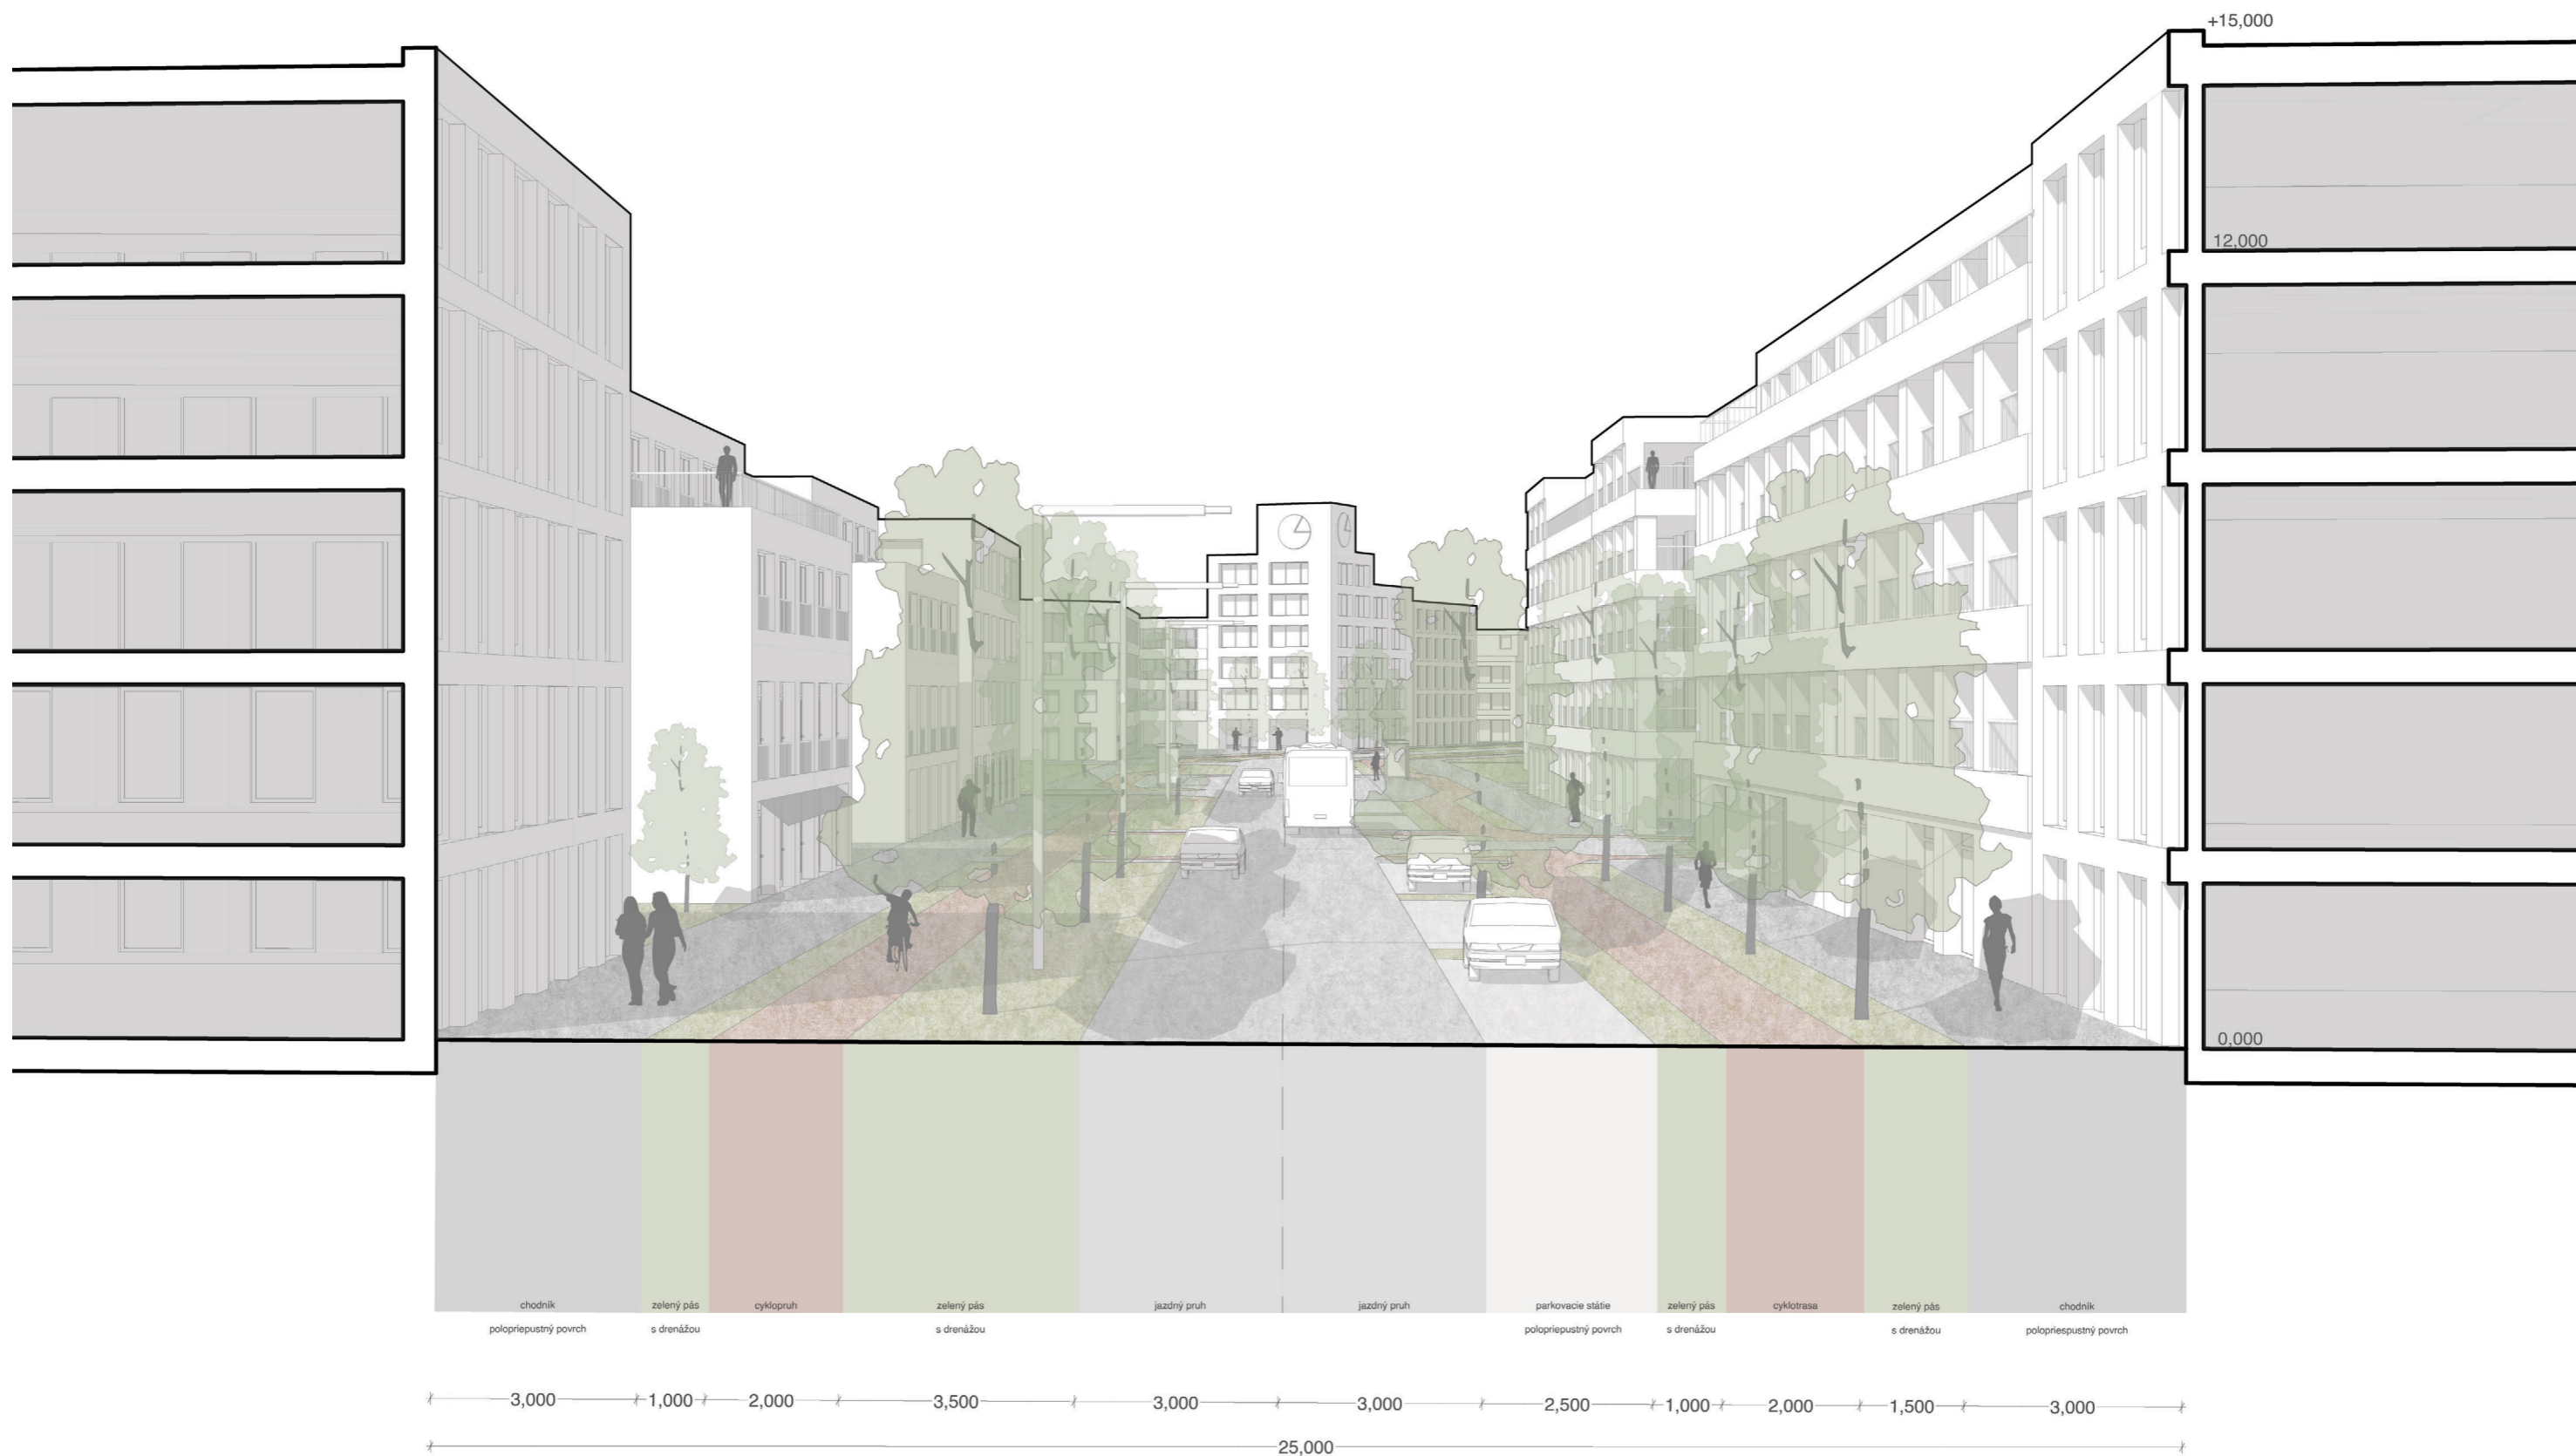 +15,000
12,000
0,000
chodník zelený pás cyklopruh zelený pás jazdný pruh jazdný pruh parkovacie státie zelený pás cyklotrasa zelený pás chodník
polopriepustný povrch s drenážou s drenážou polopriepustný povrch s drenážou s drenážou polopriespustný povrch
3,000 1,000 2,000 3,500 3,000 3,000 2,500 1,000 2,000 1,500 3,000
25,000